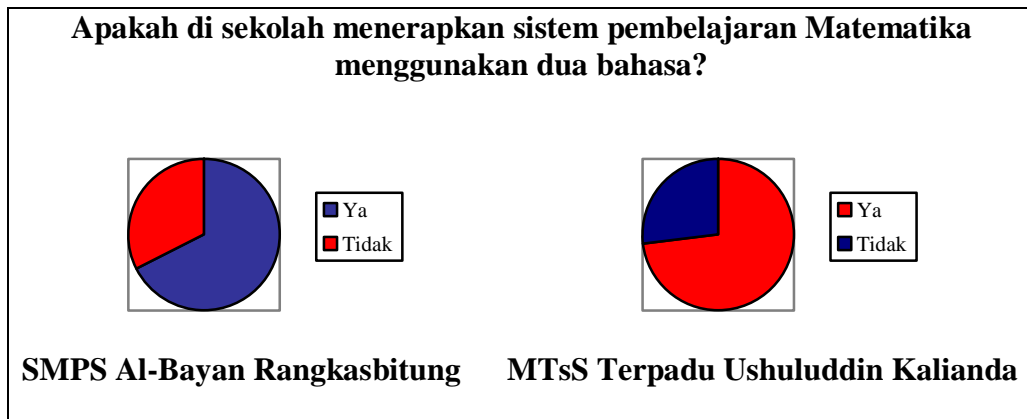 Apakah di sekolah menerapkan sistem pembelajaran Matematika
menggunakan dua bahasa?
Ya
Tidak
Ya
Tidak
SMPS Al-Bayan Rangkasbitung
MTsS Terpadu Ushuluddin Kalianda